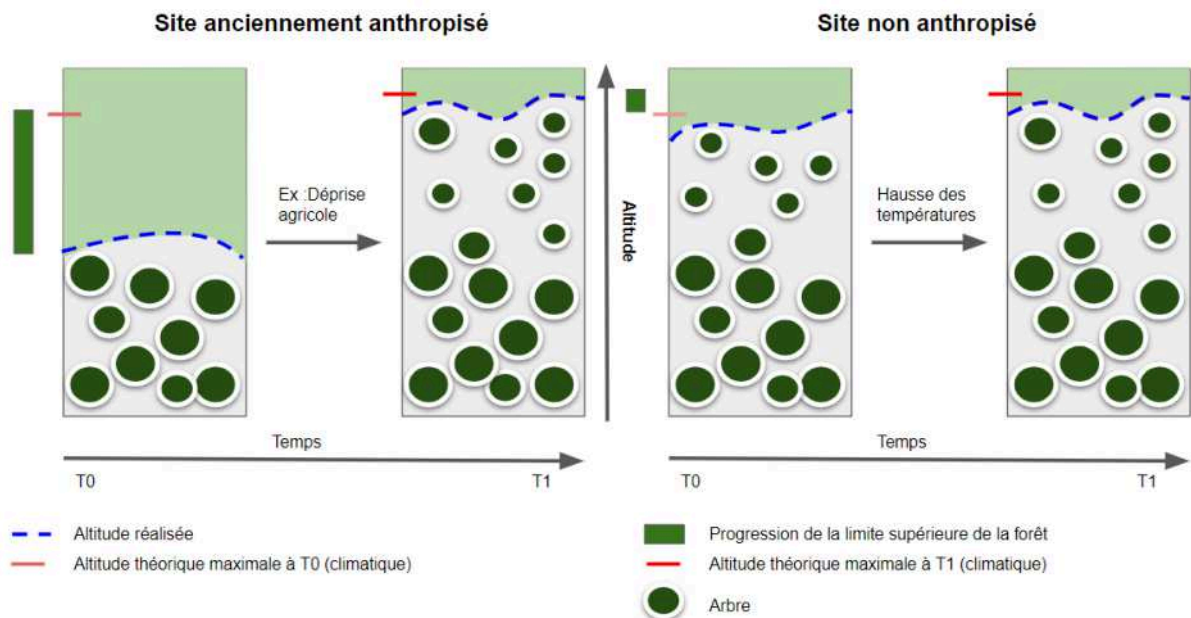 Site anciennement anthropisé
Site non anthropisé
Ex :Déprise
agricole
Altitude
Hausse des
températures
Temps
T0
T1
Temps
T0
T1
Altitude réalisée
Altitude théorique maximale à T0 (climatique)
Progression de la limite supérieure de la forêt
Altitude théorique maximale à T1 (climatique)
Arbre